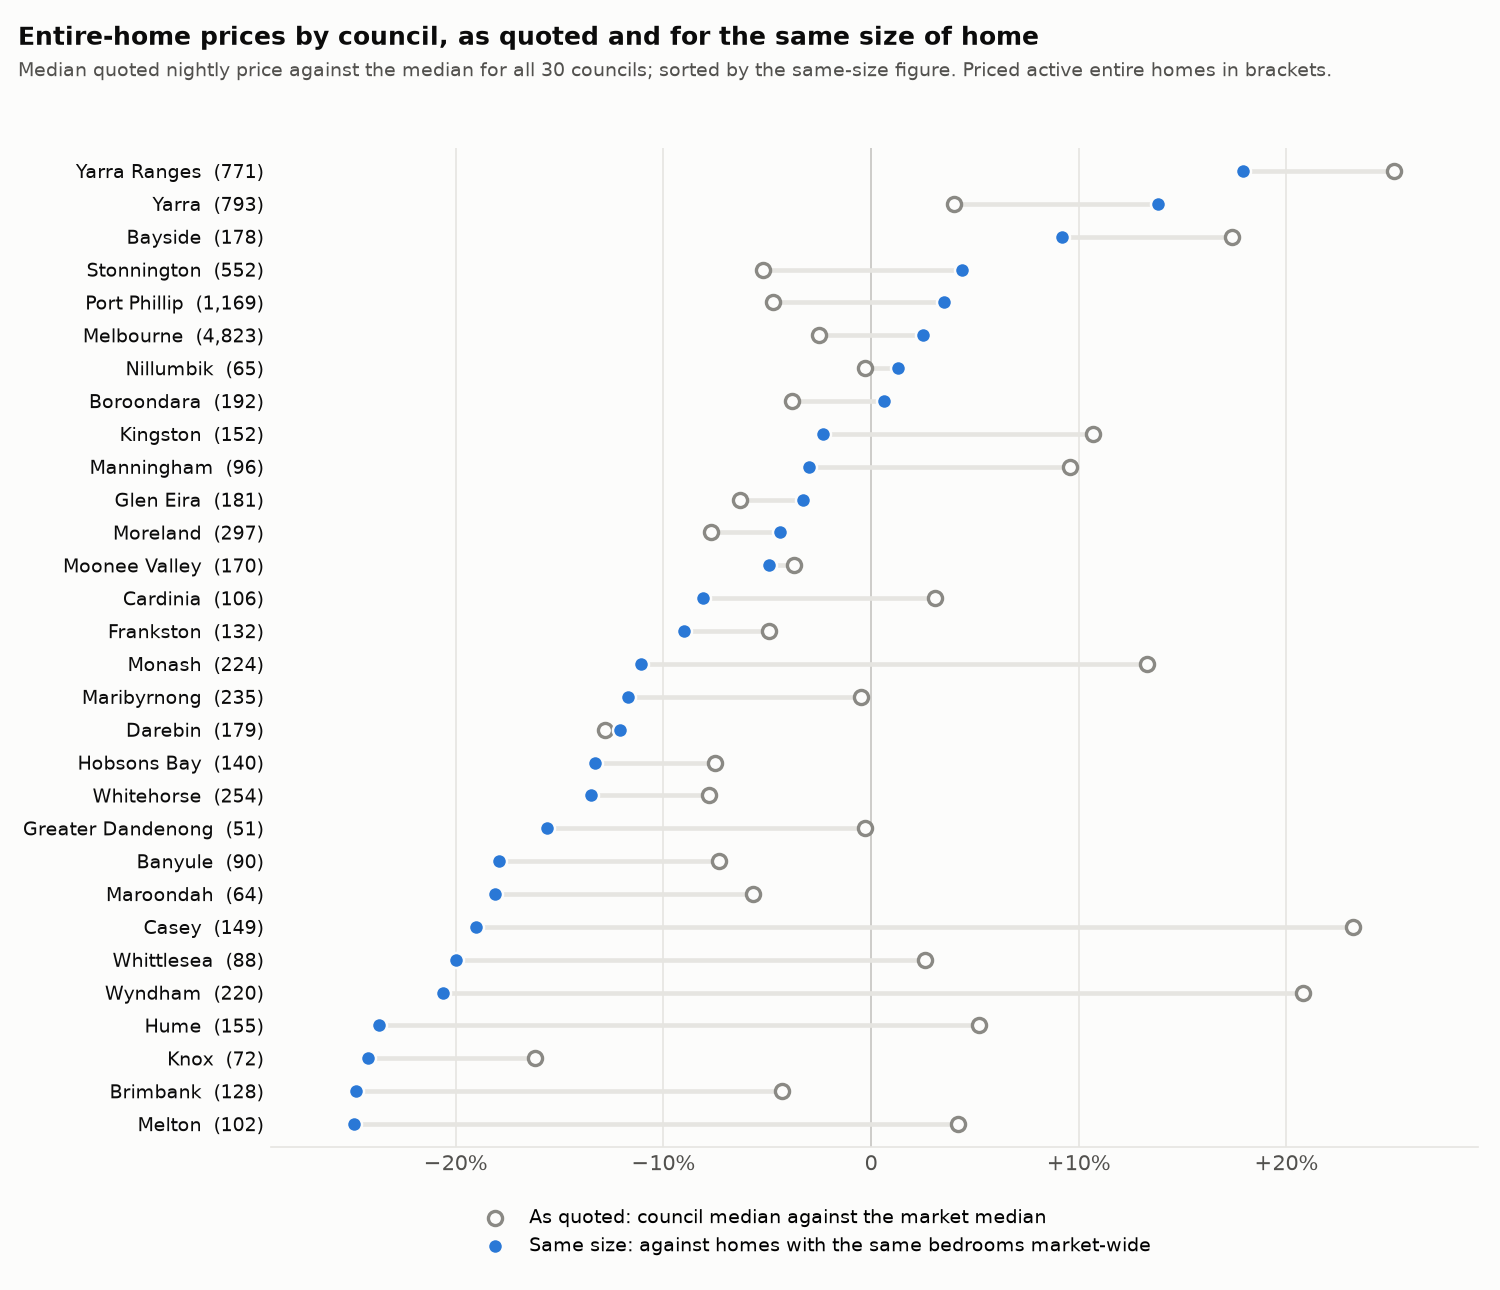 Entire-home prices by council, as quoted and for the same size of home
Median quoted nightly price against the median for all 30 councils; sorted by the same-size figure. Priced active entire homes in brackets.
Yarra Ranges (771)
Yarra (793)
Bayside (178)
Stonnington (552)
Port Phillip (1,169)
Melbourne (4,823)
Nillumbik (65)
Boroondara (192)
Kingston (152)
Manningham (96)
Glen Eira (181)
Moreland (297)
Moonee Valley (170)
Cardinia (106)
Frankston (132)
Monash (224)
Maribyrnong (235)
Darebin (179)
Hobsons Bay (140)
Whitehorse (254)
Greater Dandenong (51)
Banyule (90)
Maroondah (64)
Casey (149)
Whittlesea (88)
Wyndham (220)
Hume (155)
Knox (72)
Brimbank (128)
Melton (102)
−20% −10% 0 +10% +20%
As quoted: council median against the market median
Same size: against homes with the same bedrooms market-wide